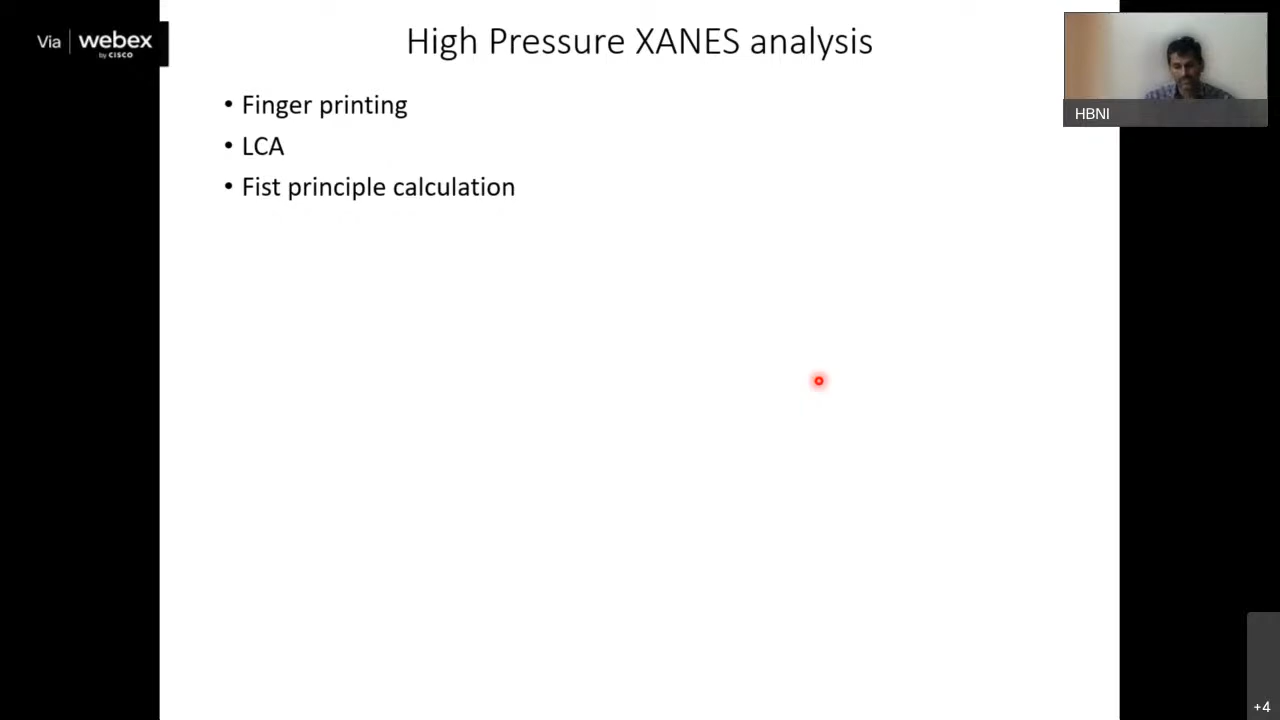 Via webex
by CISCO
High Pressure XANES analysis
HBNI
• Finger printing
• LCA
• Fist principle calculation
+4